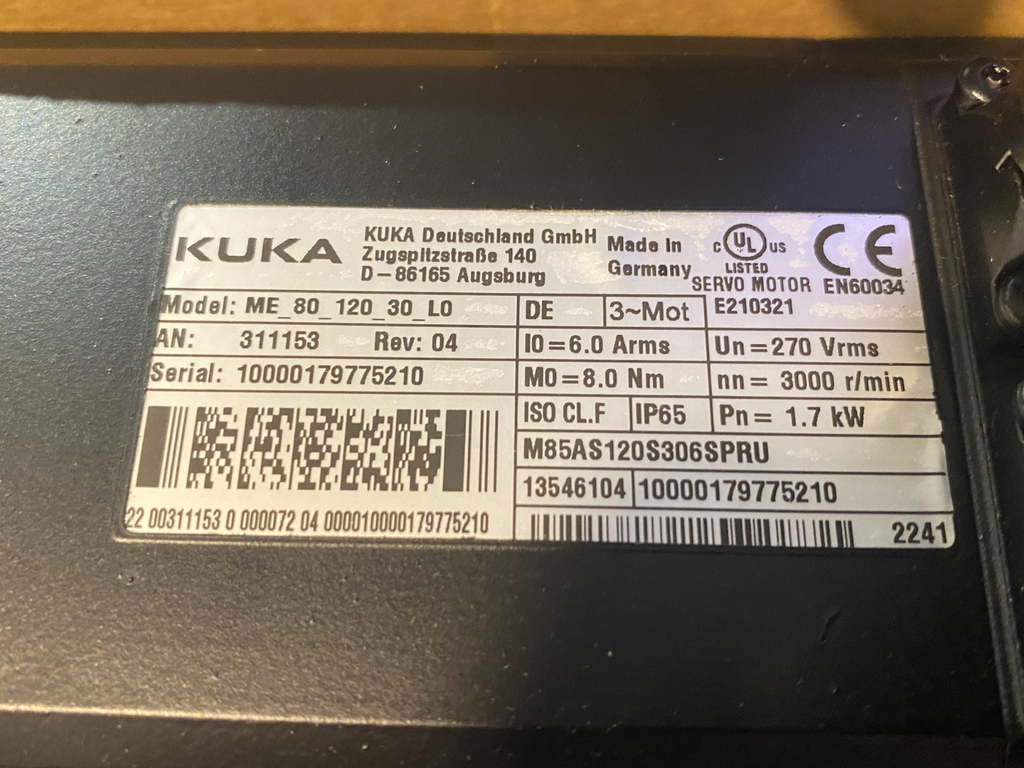 KUKA
KUKA Deutschland GmbH
Zugspitzstraße 140
D-86165 Augsburg
Made in
Germany
c UL us
LISTED
SERVO MOTOR
CE
EN60034
Model: ME_80_120_30_L0
DE
3~Mot
E210321
AN: 311153 Rev: 04
I0=6.0 Arms
Un=270 Vrms
Serial: 10000179775210
M0=8.0 Nm
nn= 3000 r/min
ISO CL.F
IP65
Pn= 1.7 kW
M85AS120S306SPRU
13546104
10000179775210
22 00311153 0 000072 04 0000100000179775210
2241